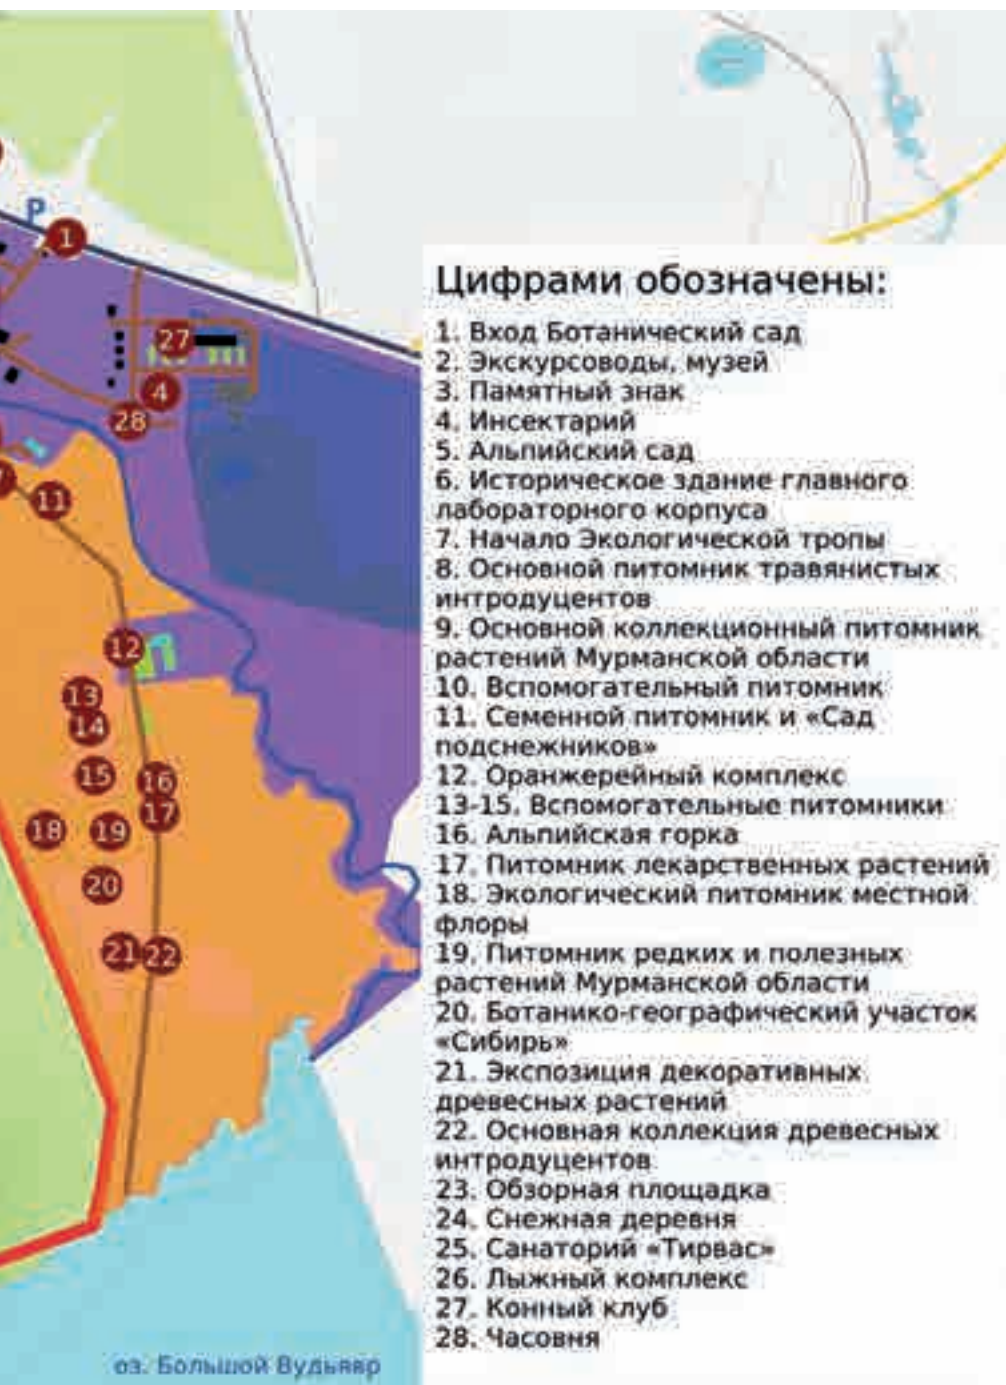 P
1
27
4
28
11
12
13
14
15
16
17
18
19
20
21
22
оз. Большой Вудьявр
Цифрами обозначены:
1. Вход Ботанический сад
2. Экскурсоводы, музей
3. Памятный знак
4. Инсектарий
5. Альпийский сад
6. Историческое здание главного
лабораторного корпуса
7. Начало Экологической тропы
8. Основной питомник травянистых
интродуцентов
9. Основной коллекционный питомник
растений Мурманской области
10. Вспомогательный питомник
11. Семенной питомник и «Сад
подснежников»
12. Оранжерейный комплекс
13-15. Вспомогательные питомники
16. Альпийская горка
17. Питомник лекарственных растений
18. Экологический питомник местной
флоры
19. Питомник редких и полезных
растений Мурманской области
20. Ботанико-географический участок
«Сибирь»
21. Экспозиция декоративных
древесных растений
22. Основная коллекция древесных
интродуцентов
23. Обзорная площадка
24. Снежная деревня
25. Санаторий «Тирвас»
26. Лыжный комплекс
27. Конный клуб
28. Часовня